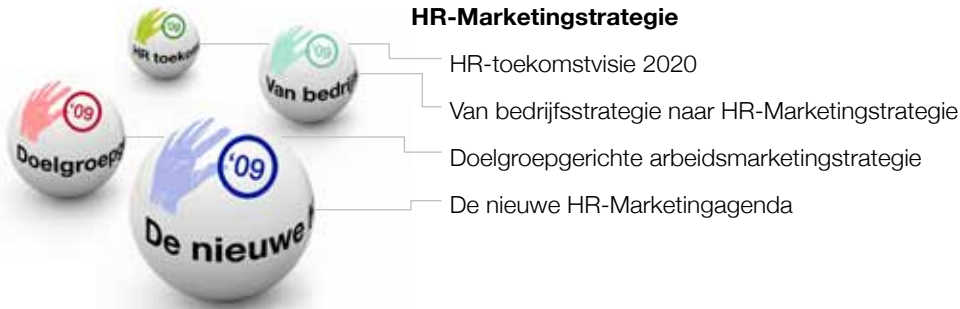 HR-Marketingstrategie
HR-toekomstvisie 2020
Van bedrijfsstrategie naar HR-Marketingstrategie
Doelgroepgerichte arbeidsmarketingstrategie
De nieuwe HR-Marketingagenda
'09
HR toekom
'09
Van bedrij
'09
Doelgroepg
'09
De nieuwe